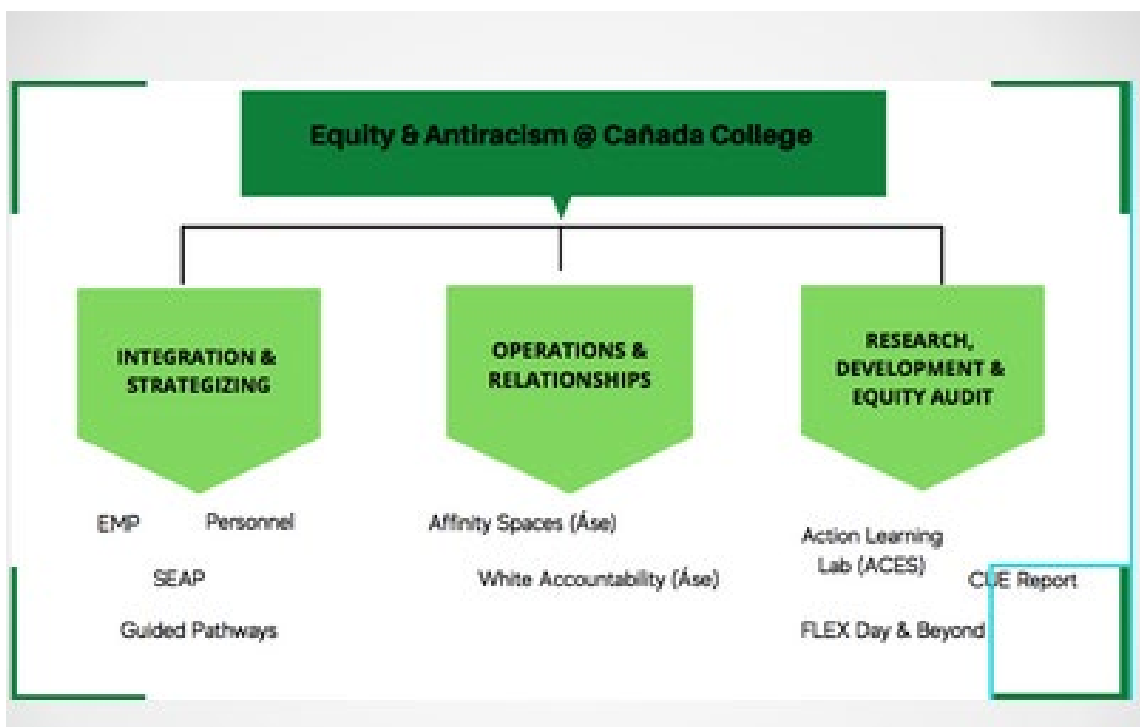 Equity & Antiracism @ Cañada College
INTEGRATION &
STRATEGIZING
EMP
Personnel
SEAP
Guided Pathways
OPERATIONS &
RELATIONSHIPS
Affinity Spaces (Áse)
White Accountability (Áse)
RESEARCH,
DEVELOPMENT &
EQUITY AUDIT
Action Learning
Lab (ACES)
CUE Report
FLEX Day & Beyond